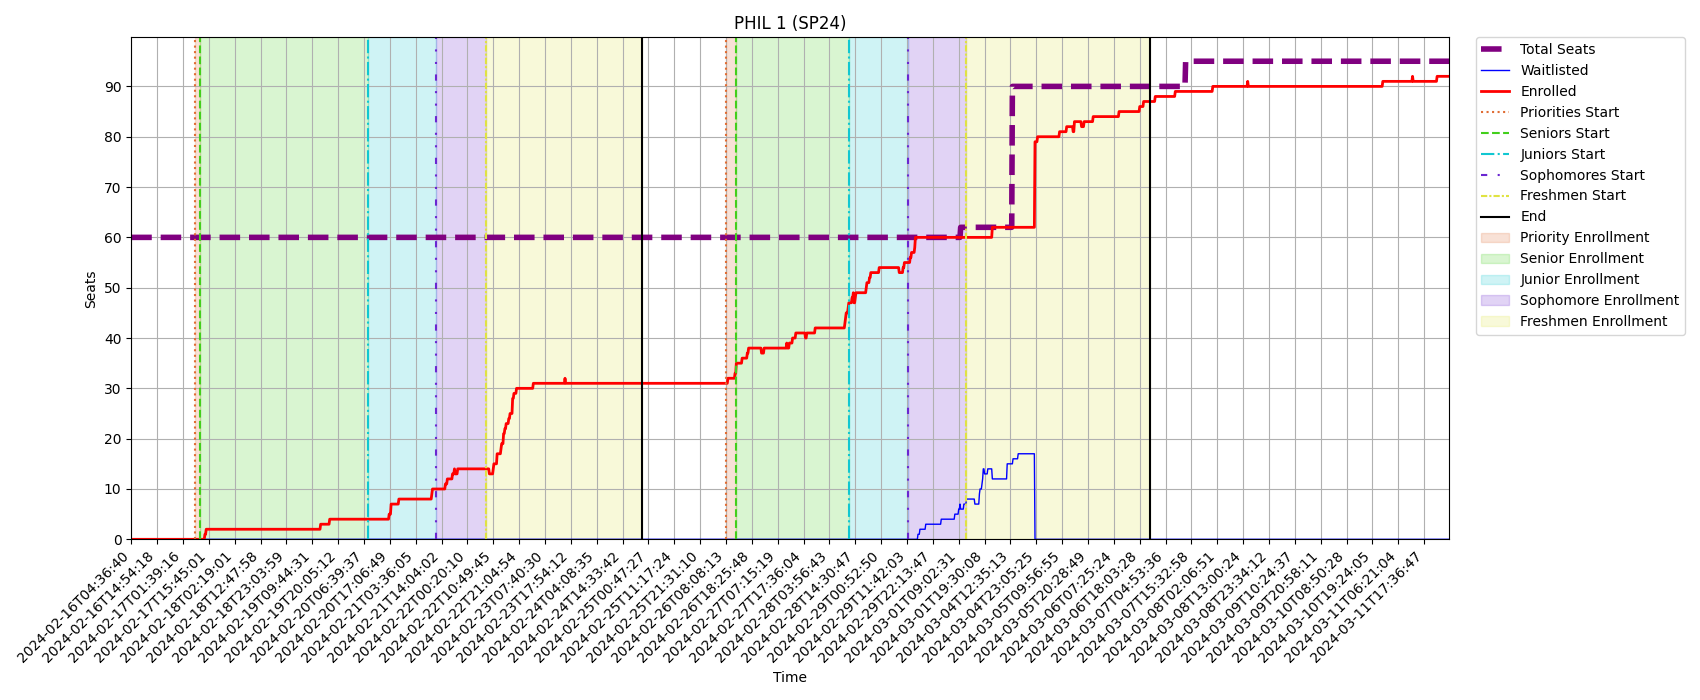 PHIL 1 (SP24)
Seats
90
80
70
60
50
40
30
20
10
0
2024-02-16T04:36:40
2024-02-16T14:54:18
2024-02-17T01:39:16
2024-02-17T15:45:01
2024-02-18T02:19:01
2024-02-18T12:47:58
2024-02-18T23:03:59
2024-02-19T09:44:31
2024-02-19T20:05:12
2024-02-20T06:39:37
2024-02-20T17:06:49
2024-02-21T03:36:05
2024-02-21T14:04:02
2024-02-22T00:20:10
2024-02-22T10:49:45
2024-02-22T21:04:54
2024-02-23T07:40:30
2024-02-23T17:54:12
2024-02-24T04:08:35
2024-02-24T14:33:42
2024-02-25T00:47:27
2024-02-25T11:17:24
2024-02-25T21:31:10
2024-02-26T08:08:13
2024-02-26T18:25:48
2024-02-27T07:15:19
2024-02-27T17:36:04
2024-02-28T03:56:43
2024-02-28T14:30:47
2024-02-29T00:52:50
2024-02-29T11:42:03
2024-02-29T22:13:47
2024-03-01T09:02:31
2024-03-01T19:30:08
2024-03-04T12:35:13
2024-03-04T23:05:25
2024-03-05T09:56:55
2024-03-05T20:28:49
2024-03-06T07:25:24
2024-03-06T18:03:28
2024-03-07T04:53:36
2024-03-07T15:32:58
2024-03-08T02:06:51
2024-03-08T13:00:24
2024-03-08T23:34:12
2024-03-09T10:24:37
2024-03-09T20:58:11
2024-03-10T08:50:28
2024-03-10T19:24:05
2024-03-11T06:21:04
2024-03-11T17:36:47
Time
Total Seats
Waitlisted
Enrolled
Priorities Start
Seniors Start
Juniors Start
Sophomores Start
Freshmen Start
End
Priority Enrollment
Senior Enrollment
Junior Enrollment
Sophomore Enrollment
Freshmen Enrollment